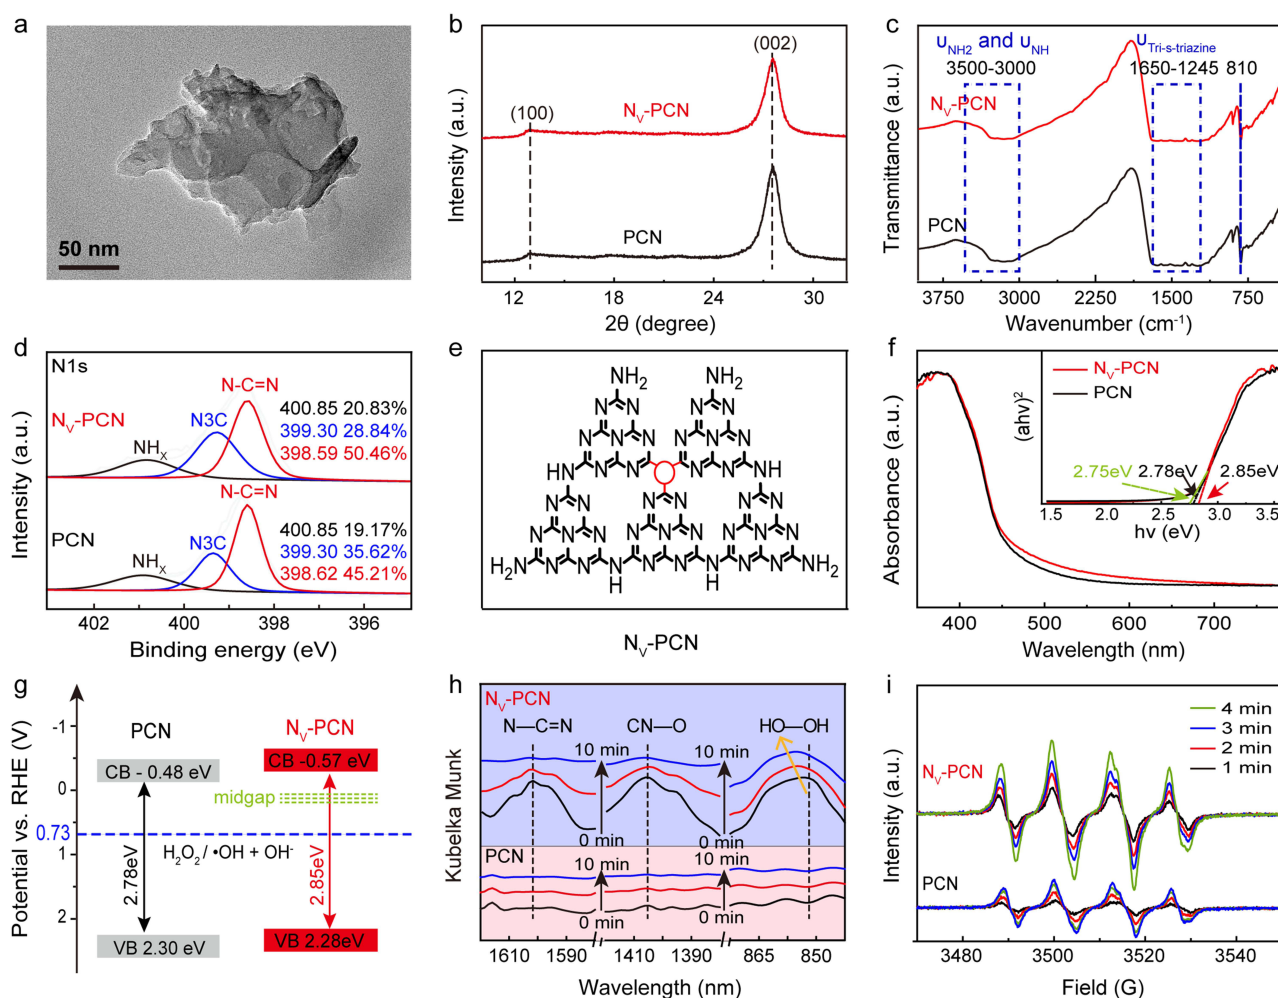 a
50 nm
b
(002)
(100)
N_V-PCN
PCN
Intensity (a.u.)
12 18 24 30
2θ (degree)
c
υ_NH2 and υ_NH
3500-3000
υ_Tri-s-triazine
1650-1245 810
N_V-PCN
PCN
Transmittance (a.u.)
3750 3000 2250 1500 750
Wavenumber (cm⁻¹)
d
N1s
N-C=N
N_V-PCN
N3C
NH_X
400.85 20.83%
399.30 28.84%
398.59 50.46%
N-C=N
PCN
N3C
NH_X
400.85 19.17%
399.30 35.62%
398.62 45.21%
Intensity (a.u.)
402 400 398 396
Binding energy (eV)
e
NH₂ NH₂
N N N N
N N N N
N N N N N N
NH N N N N N NH
N N N N N N
N N N N N N
N N N N N N N N N
H₂N N N N N N N NH₂
H H
N_V-PCN
f
N_V-PCN
PCN
(ahv)²
2.75eV 2.78eV 2.85eV
1.5 2.0 2.5 3.0 3.5
hv (eV)
Absorbance (a.u.)
400 500 600 700
Wavelength (nm)
g
PCN N_V-PCN
CB - 0.48 eV CB -0.57 eV
midgap
0.73
H₂O₂ / •OH + OH⁻
2.78eV 2.85eV
VB 2.30 eV VB 2.28eV
-1
0
1
2
Potential vs. RHE (V)
h
N_V-PCN
N—C=N CN—O HO—OH
10 min 10 min
0 min 0 min
PCN
10 min 10 min
0 min 0 min
Kubelka Munk
1610 1590 1410 1390 865 850
Wavelength (nm)
i
4 min
3 min
2 min
1 min
N_V-PCN
PCN
Intensity (a.u.)
3480 3510 3540
Field (G)